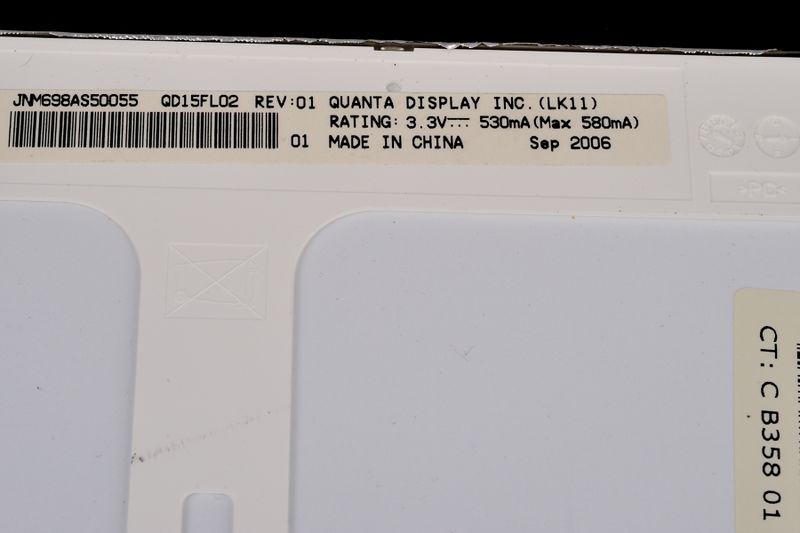 JNM698AS50055 QD15FL02 REV:01 QUANTA DISPLAY INC.(LK11)
RATING: 3.3V⎓ 530mA(Max 580mA)
01 MADE IN CHINA Sep 2006
>PC<
CT: C B358 01